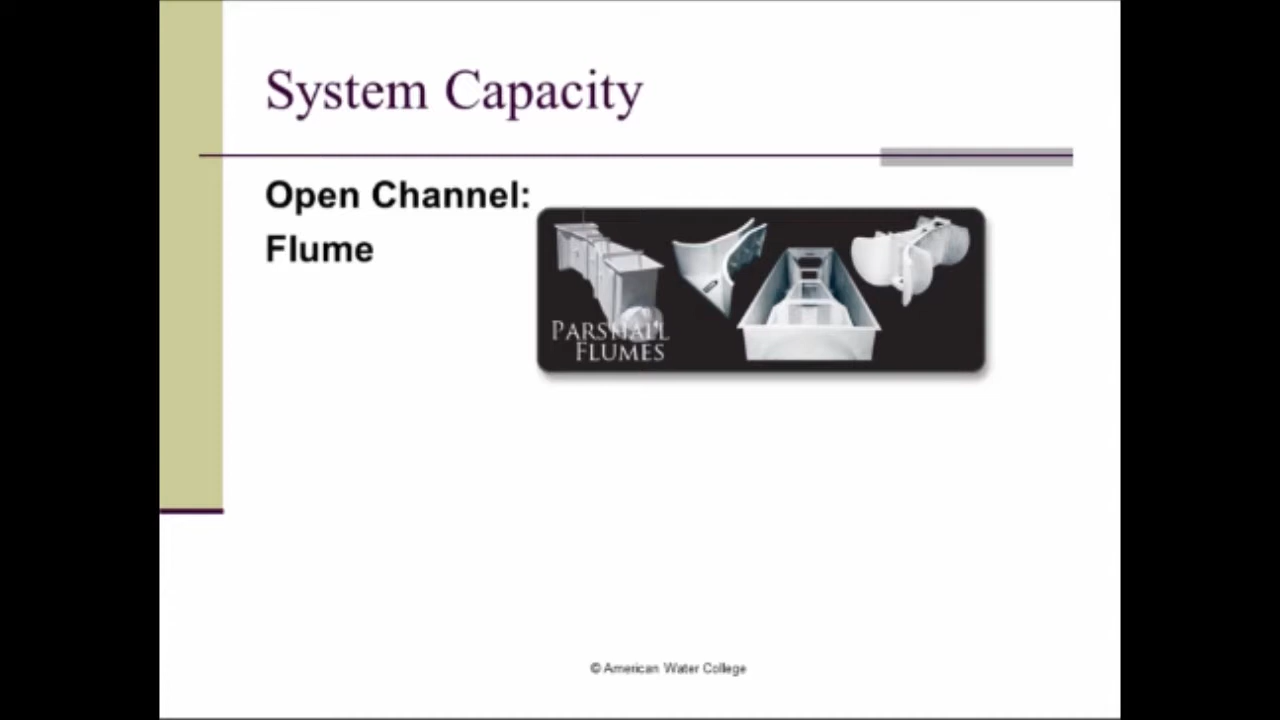 System Capacity
Open Channel:
Flume
PARSHALL
FLUMES
© American Water College